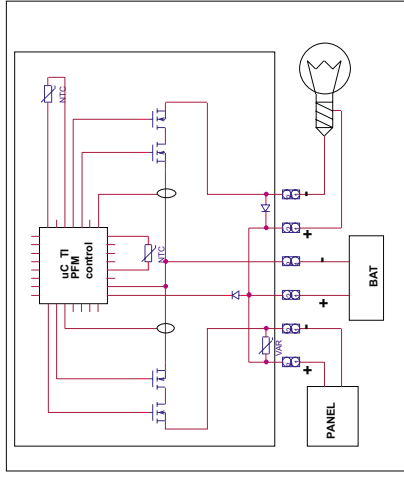 NTC
uC TI
PFM
control
NTC
-
+
-
+
-
+
VAR
BAT
PANEL